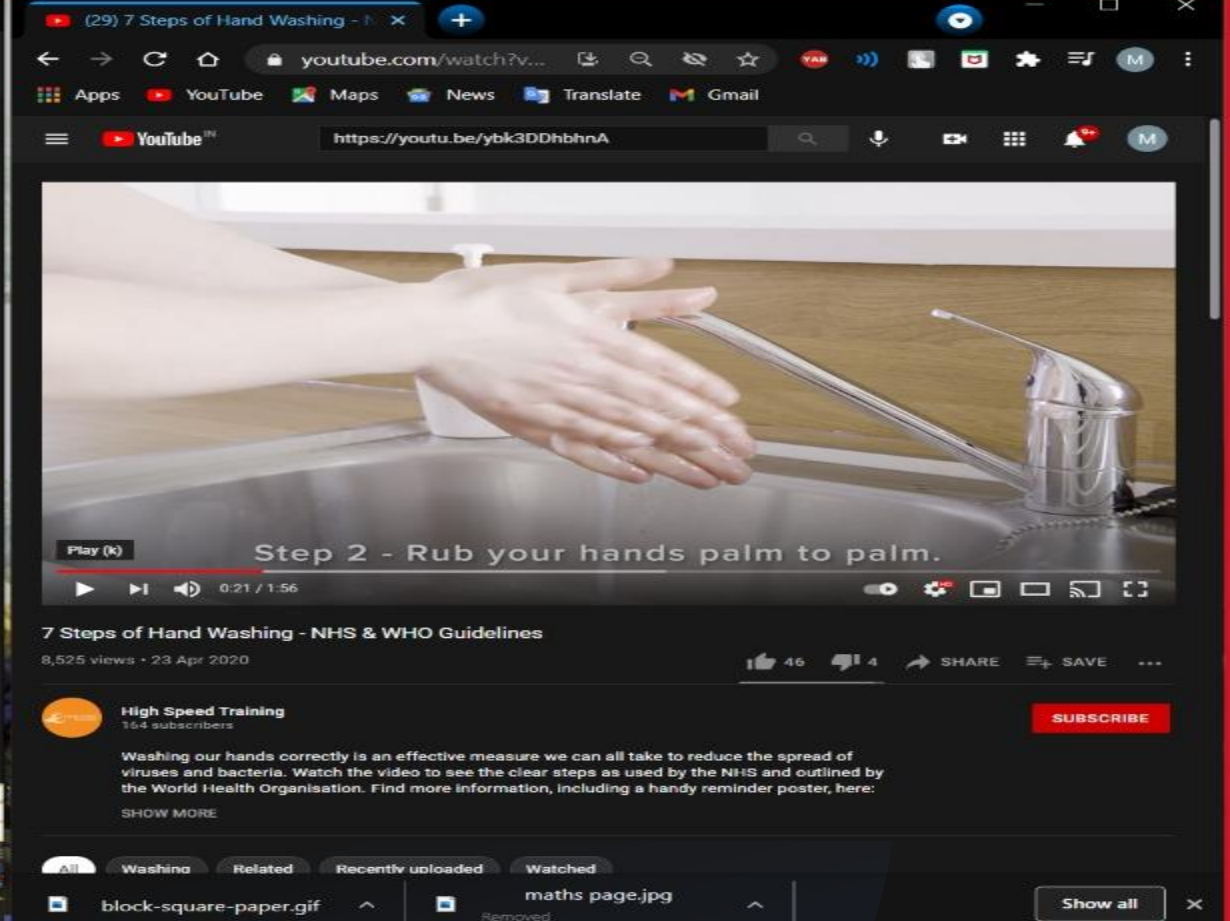 (29) 7 Steps of Hand Washing -
youtube.com/watch?v...
YAB
M
Apps YouTube Maps News Translate Gmail
YouTube IN
https://youtu.be/ybk3DDhbhnA
9+
M
Play (k)
Step 2 - Rub your hands palm to palm.
0:21 / 1:56
HD
7 Steps of Hand Washing - NHS & WHO Guidelines
8,525 views • 23 Apr 2020
46 4 SHARE SAVE ...
High Speed Training
164 subscribers
SUBSCRIBE
Washing our hands correctly is an effective measure we can all take to reduce the spread of
viruses and bacteria. Watch the video to see the clear steps as used by the NHS and outlined by
the World Health Organisation. Find more information, including a handy reminder poster, here:
SHOW MORE
All Washing Related Recently uploaded Watched
block-square-paper.gif
maths page.jpg
Removed
Show all